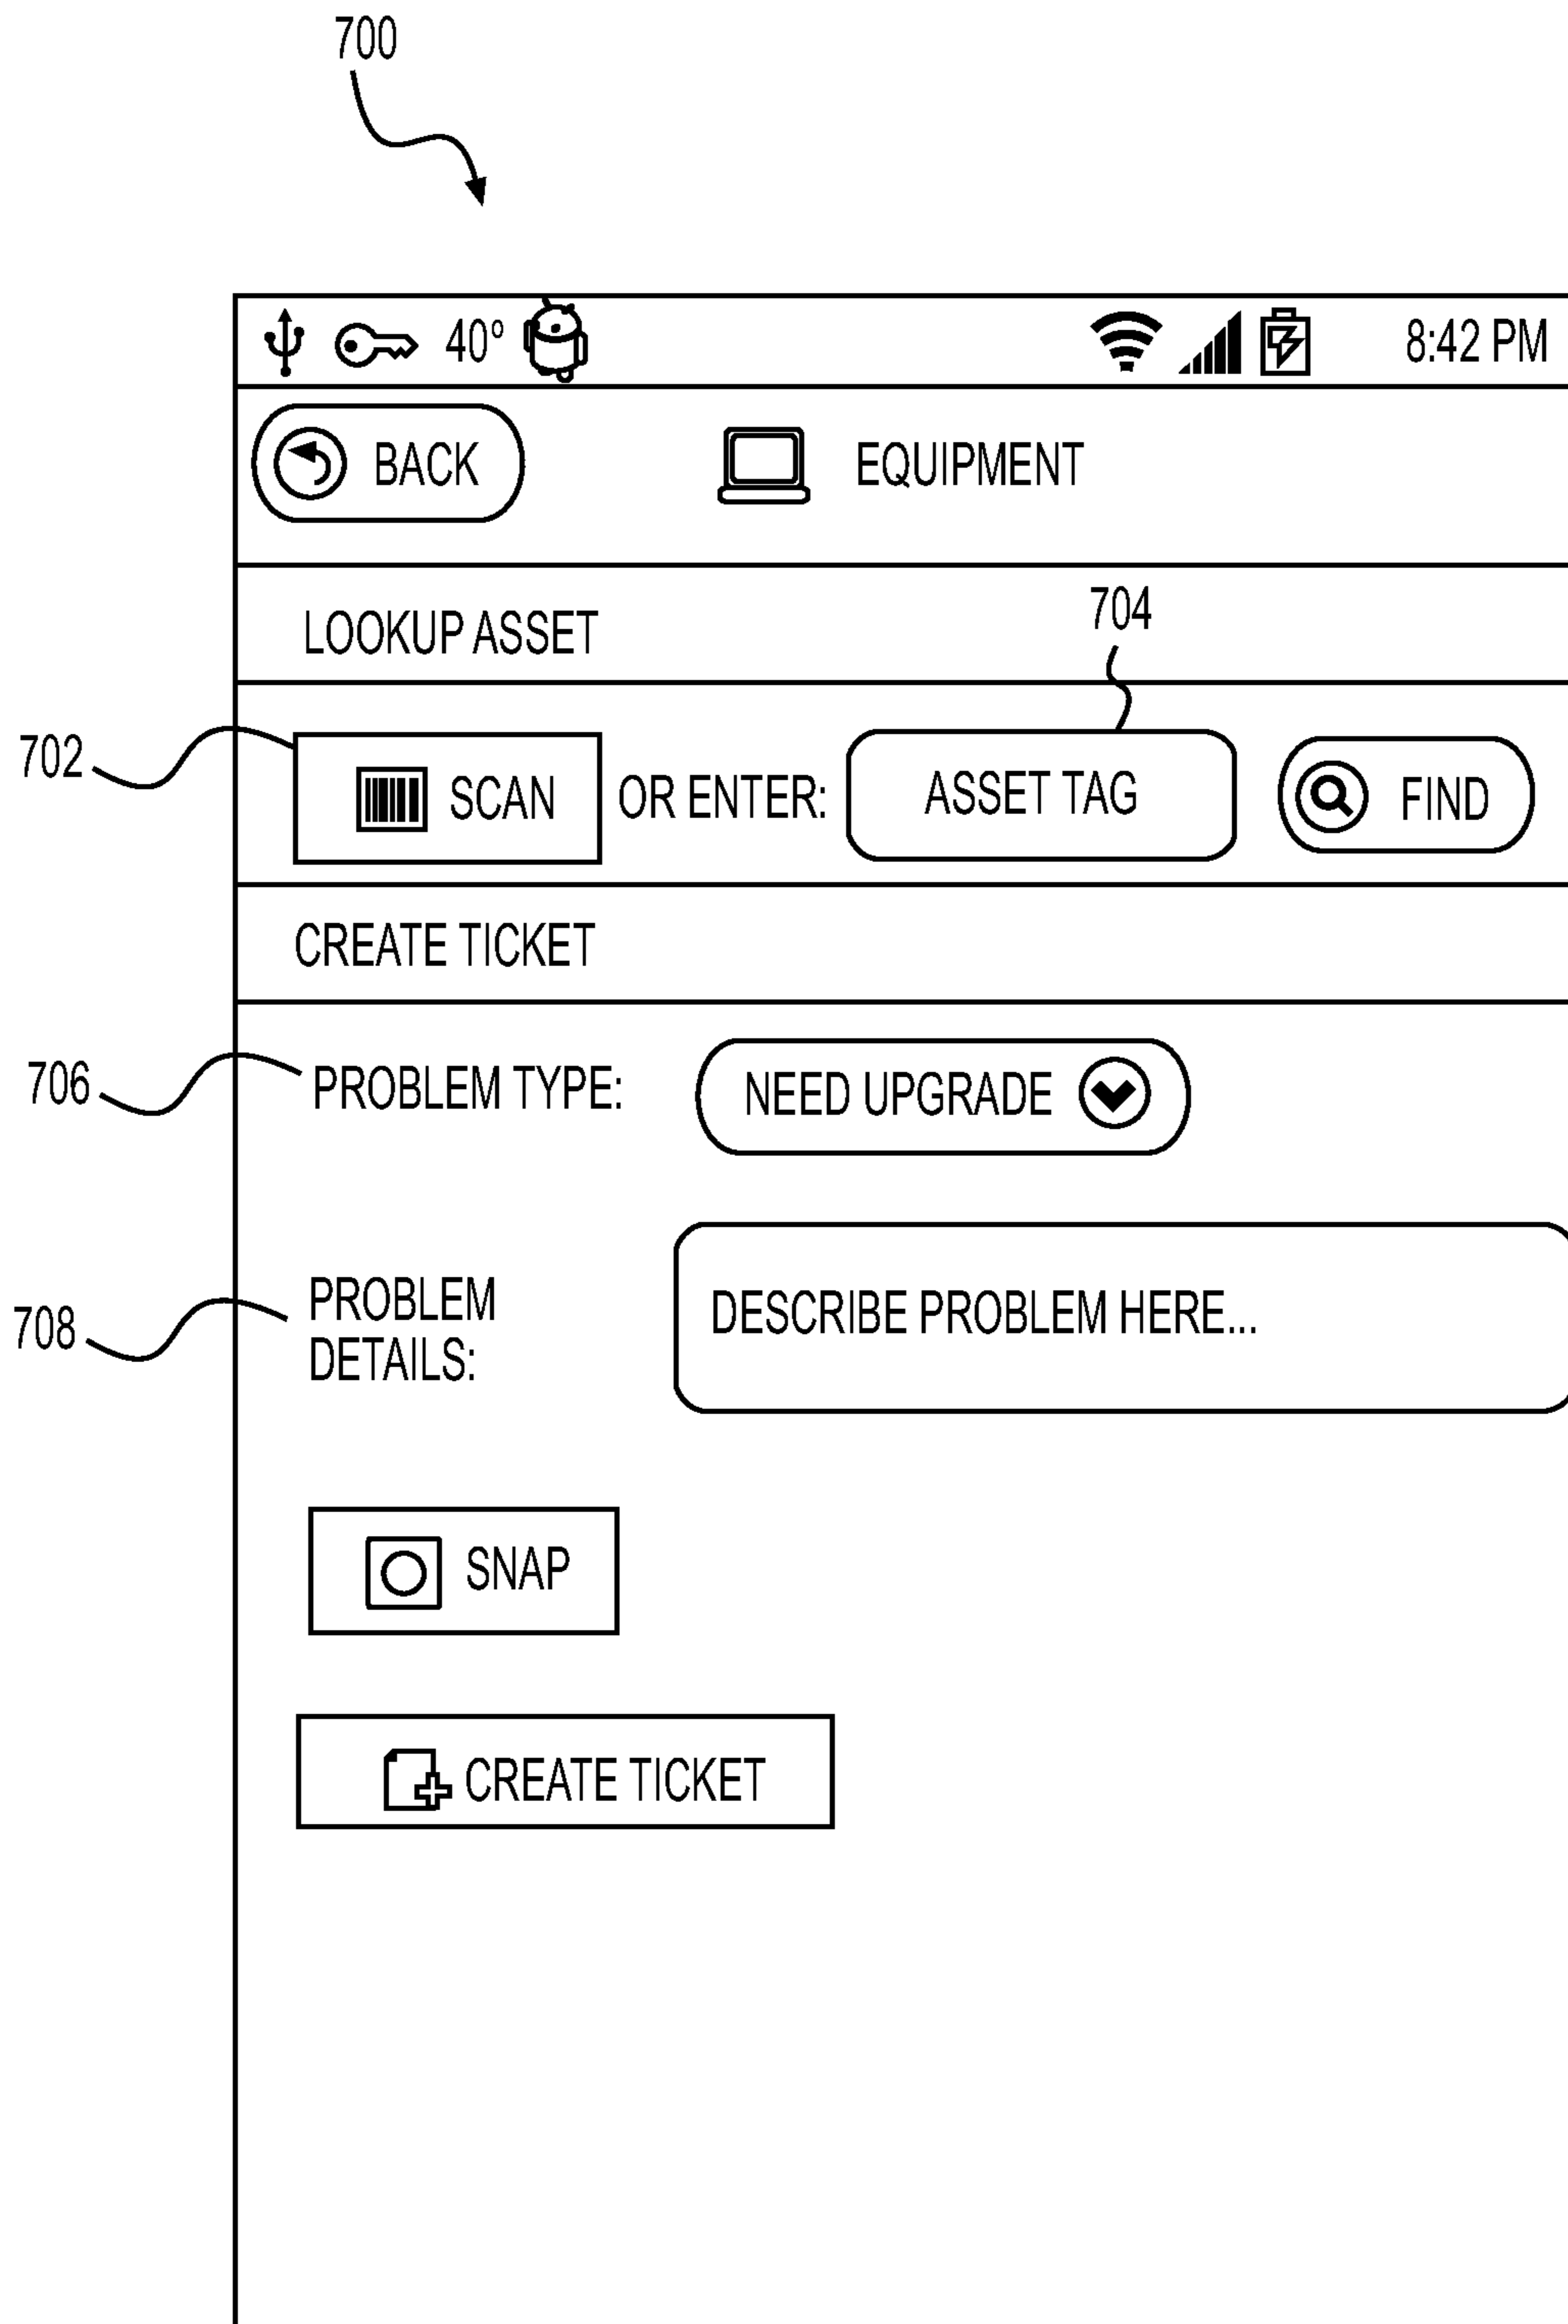 700
40° 8:42 PM
BACK EQUIPMENT
LOOKUP ASSET
704
702
SCAN OR ENTER: ASSET TAG FIND
CREATE TICKET
706
PROBLEM TYPE: NEED UPGRADE
708
PROBLEM
DETAILS:
DESCRIBE PROBLEM HERE...
SNAP
CREATE TICKET